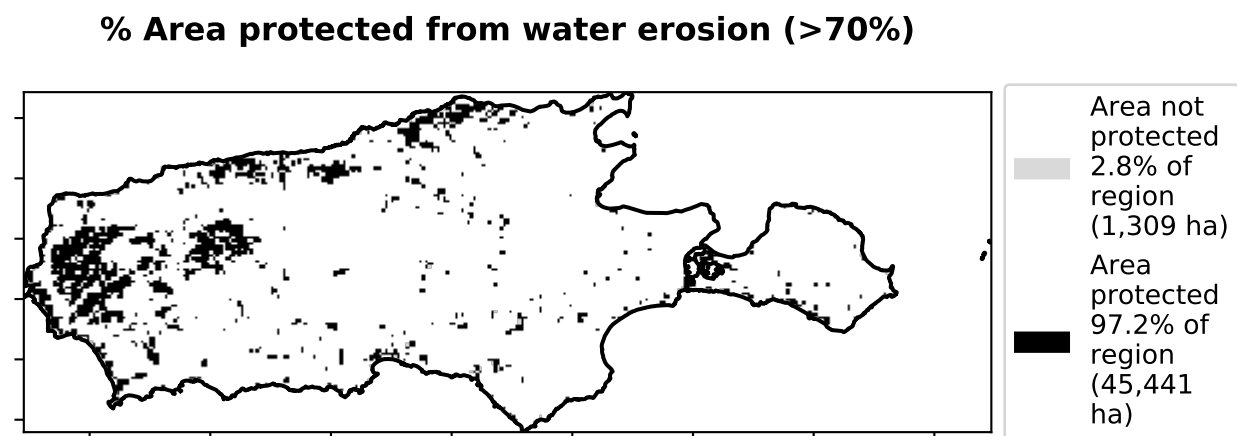 % Area protected from water erosion (>70%)
Area not
protected
2.8% of
region
(1,309 ha)
Area
protected
97.2% of
region
(45,441
ha)